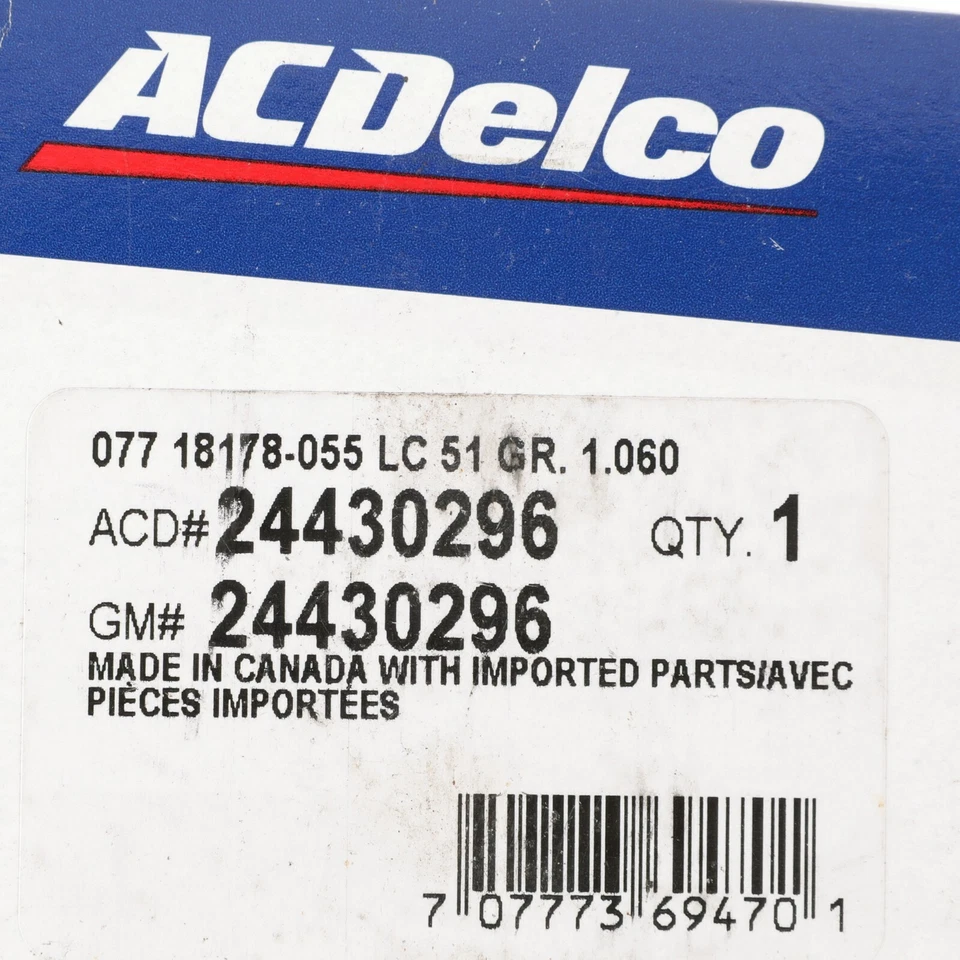 ACDelco
077 18178-055 LC 51 GR. 1.060
ACD# 24430296 QTY. 1
GM# 24430296
MADE IN CANADA WITH IMPORTED PARTS/AVEC
PIÈCES IMPORTÉES
7 07773 69470 1